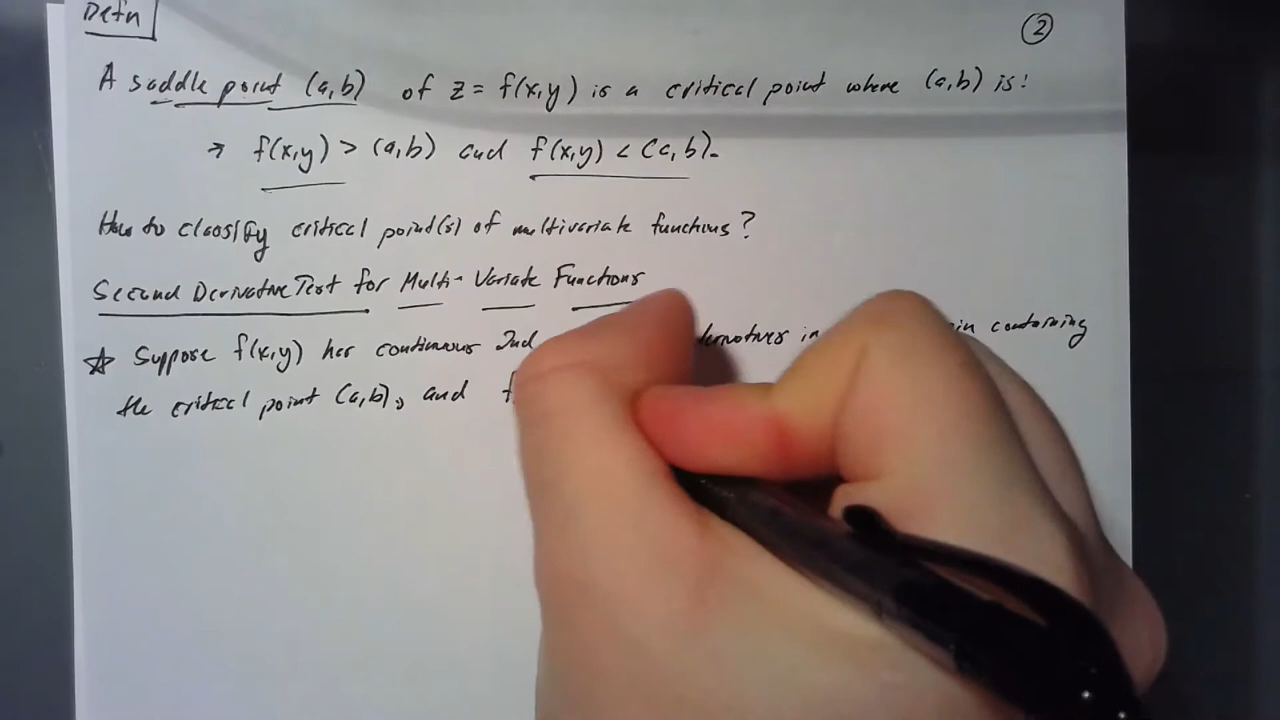 Defn
2
A saddle point (a,b) of z = f(x,y) is a critical point where (a,b) is:
→ f(x,y) > (a,b) and f(x,y) < (a,b).
How to classify critical point(s) of multivariate functions?
Second Derivative Test for Multi-Variate Functions
☆ Suppose f(x,y) has continuous 2nd in containing
the critical point (a,b), and f